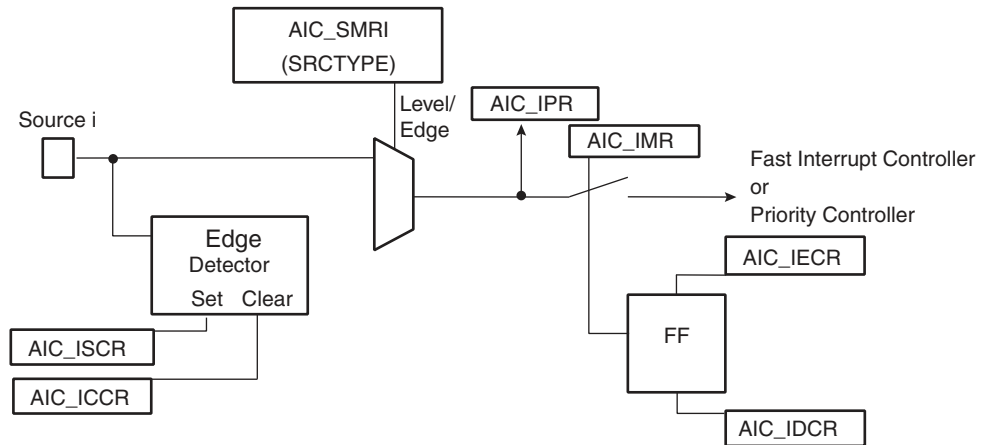 AIC_SMRI
(SRCTYPE)
Level/
Edge
AIC_IPR
Source i
AIC_IMR
Fast Interrupt Controller
or
Priority Controller
Edge
Detector
Set Clear
AIC_IECR
FF
AIC_ISCR
AIC_ICCR
AIC_IDCR